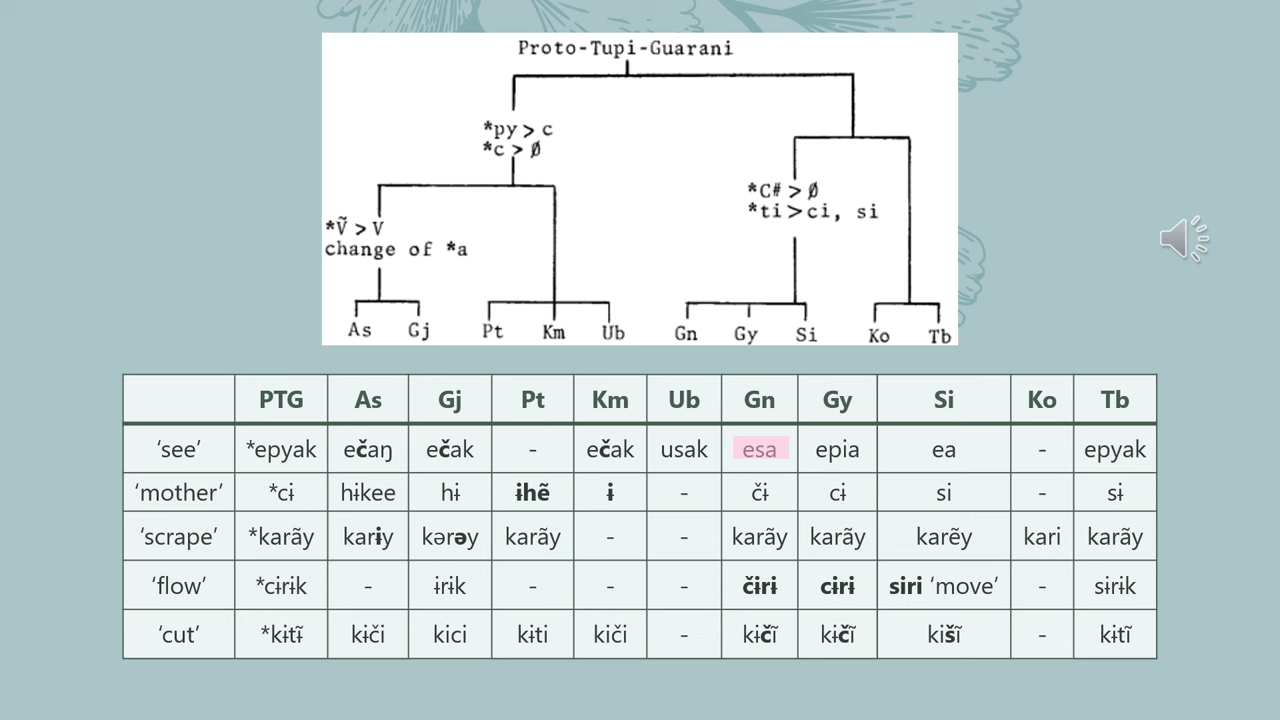 Proto-Tupi-Guarani
*py > c
*c > Ø
*C# > Ø
*ti > ci, si
*Ṽ > V
change of *a
As Gj Pt Km Ub Gn Gy Si Ko Tb
PTG As Gj Pt Km Ub Gn Gy Si Ko Tb
‘see’ *epyak ečaŋ ečak - ečak usak esa epia ea - epyak
‘mother’ *cɨ hɨkee hɨ ɨhẽ ɨ - čɨ cɨ si - sɨ
‘scrape’ *karãy karɨy kərəy karãy - - karãy karãy karẽy kari karãy
‘flow’ *cɨrɨk - ɨrɨk - - - čɨrɨ cɨrɨ siri ‘move’ - sɨrɨk
‘cut’ *kɨtĩ kɨči kici kɨti kiči - kɨčĩ kɨčĩ kišĩ - kɨtĩ